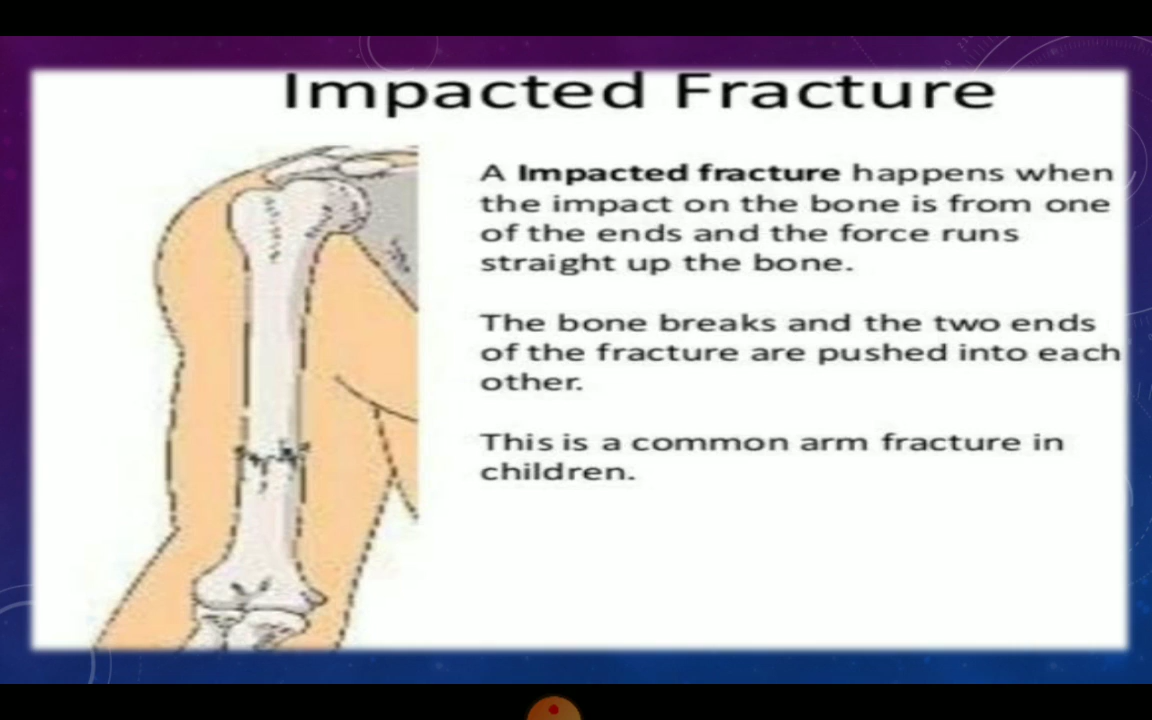 Impacted Fracture
A Impacted fracture happens when
the impact on the bone is from one
of the ends and the force runs
straight up the bone.
The bone breaks and the two ends
of the fracture are pushed into each
other.
This is a common arm fracture in
children.